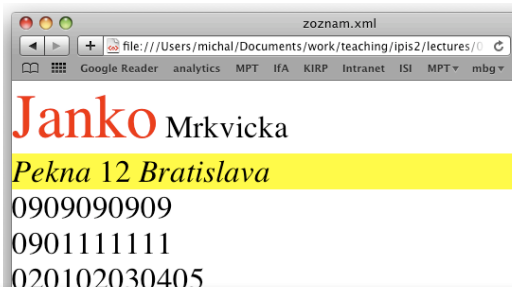 zoznam.xml
file:///Users/michal/Documents/work/teaching/ipis2/lectures/0
Google Reader analytics MPT IfA KIRP Intranet ISI MPT mbg
Janko Mrkvicka
Pekna 12 Bratislava
0909090909
0901111111
020102030405